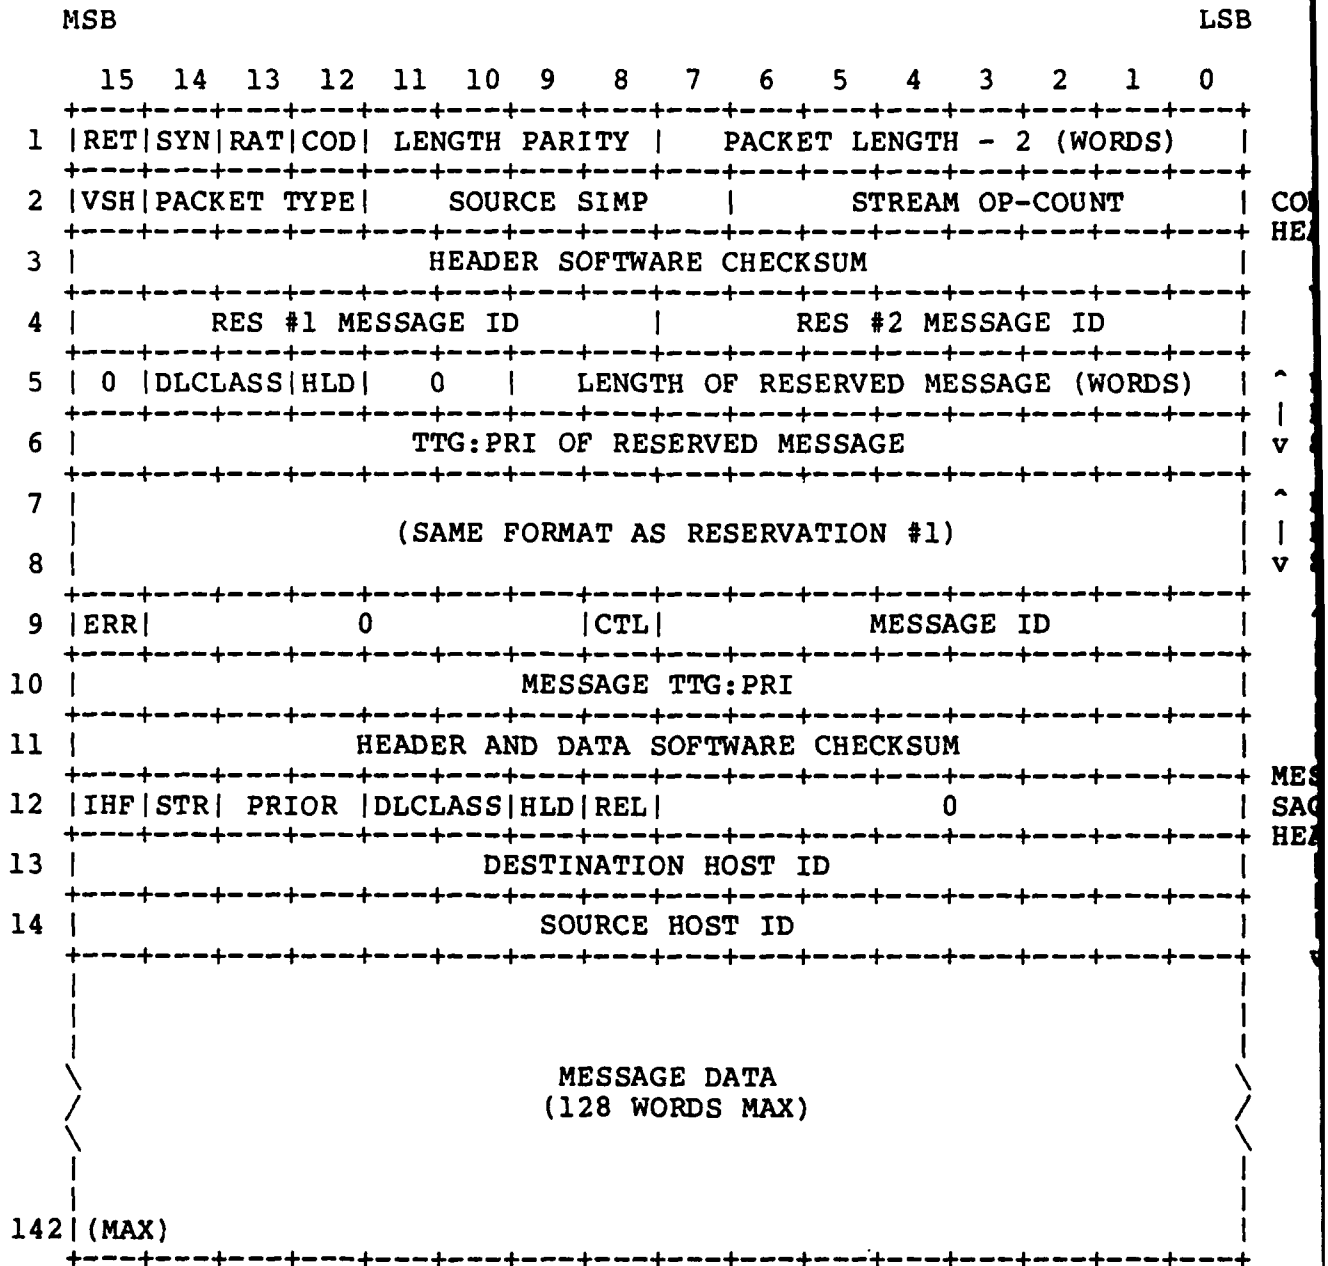 MSB LSB
15 14 13 12 11 10 9 8 7 6 5 4 3 2 1 0
+---+---+---+---+---+---+---+---+---+---+---+---+---+---+---+---+
1 |RET|SYN|RAT|COD| LENGTH PARITY | PACKET LENGTH - 2 (WORDS) |
+---+---+---+---+---+---+---+---+---+---+---+---+---+---+---+---+
2 |VSH|PACKET TYPE| SOURCE SIMP | STREAM OP-COUNT |
+---+---+---+---+---+---+---+---+---+---+---+---+---+---+---+---+
3 | HEADER SOFTWARE CHECKSUM |
+---+---+---+---+---+---+---+---+---+---+---+---+---+---+---+---+
4 | RES #1 MESSAGE ID | RES #2 MESSAGE ID |
+---+---+---+---+---+---+---+---+---+---+---+---+---+---+---+---+
5 | 0 |DLCLASS|HLD| 0 | LENGTH OF RESERVED MESSAGE (WORDS) | ^
+---+---+---+---+---+---+---+---+---+---+---+---+---+---+---+---+ |
6 | TTG:PRI OF RESERVED MESSAGE | v
+---+---+---+---+---+---+---+---+---+---+---+---+---+---+---+---+
7 | | ^
| (SAME FORMAT AS RESERVATION #1) | |
8 | | v
+---+---+---+---+---+---+---+---+---+---+---+---+---+---+---+---+
9 |ERR| 0 |CTL| MESSAGE ID |
+---+---+---+---+---+---+---+---+---+---+---+---+---+---+---+---+
10 | MESSAGE TTG:PRI |
+---+---+---+---+---+---+---+---+---+---+---+---+---+---+---+---+
11 | HEADER AND DATA SOFTWARE CHECKSUM |
+---+---+---+---+---+---+---+---+---+---+---+---+---+---+---+---+
12 |IHF|STR| PRIOR |DLCLASS|HLD|REL| 0 |
+---+---+---+---+---+---+---+---+---+---+---+---+---+---+---+---+
13 | DESTINATION HOST ID |
+---+---+---+---+---+---+---+---+---+---+---+---+---+---+---+---+
14 | SOURCE HOST ID |
+---+---+---+---+---+---+---+---+---+---+---+---+---+---+---+---+
MESSAGE DATA
(128 WORDS MAX)
142|(MAX) |
+---+---+---+---+---+---+---+---+---+---+---+---+---+---+---+---+